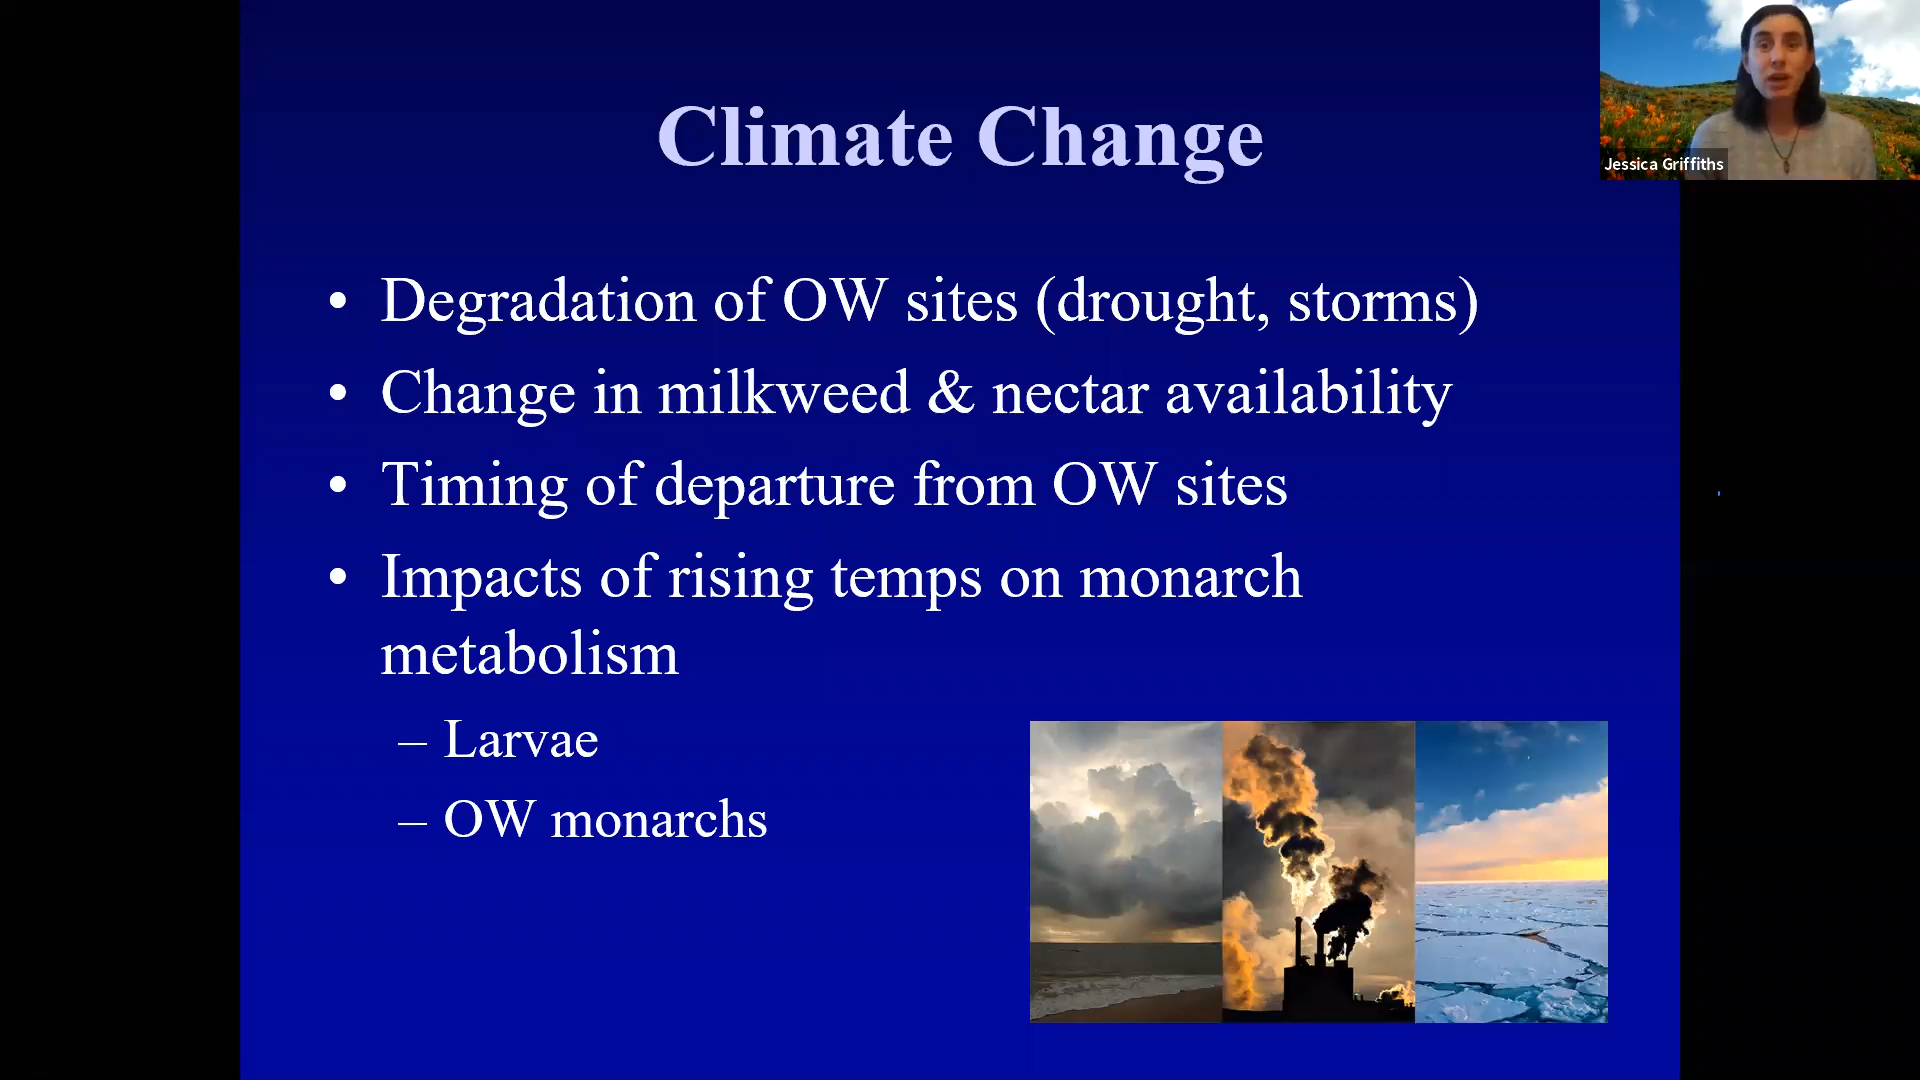 Climate Change
Jessica Griffiths
• Degradation of OW sites (drought, storms)
• Change in milkweed & nectar availability
• Timing of departure from OW sites
• Impacts of rising temps on monarch
metabolism
– Larvae
– OW monarchs